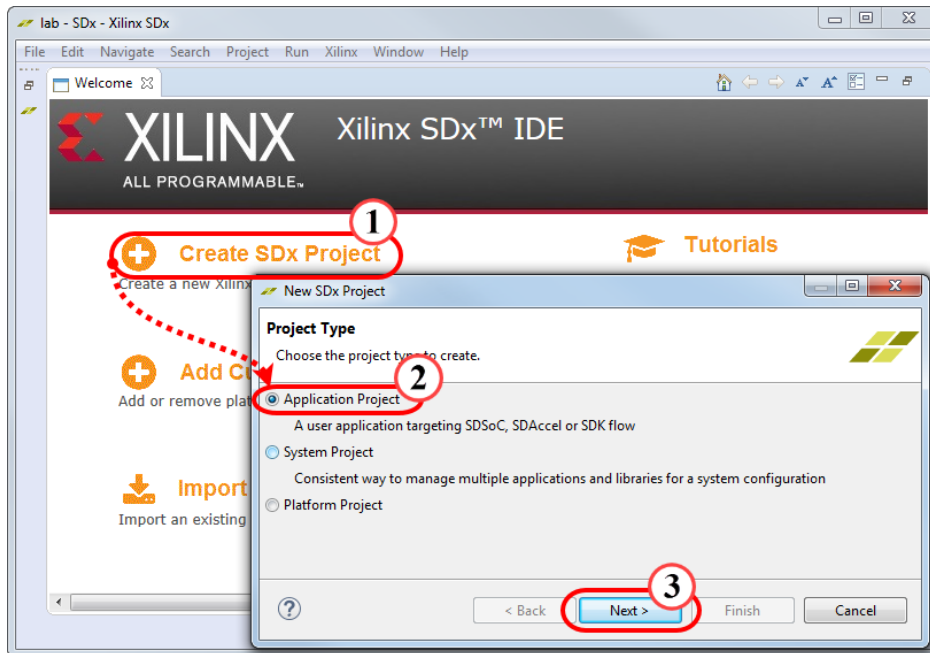 lab - SDx - Xilinx SDx
File Edit Navigate Search Project Run Xilinx Window Help
Welcome
XILINX
ALL PROGRAMMABLE™
Xilinx SDx™ IDE
1
Create SDx Project
Tutorials
Create a new Xilinx
New SDx Project
Project Type
Choose the project type to create.
2
Add Cu
Add or remove plat
Application Project
A user application targeting SDSoC, SDAccel or SDK flow
System Project
Consistent way to manage multiple applications and libraries for a system configuration
Platform Project
Import
Import an existing
3
? < Back Next > Finish Cancel